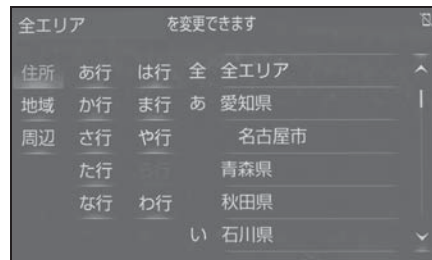 全エリア を変更できます
住所 あ行 は行 全 全エリア
地域 か行 ま行 あ 愛知県
周辺 さ行 や行 名古屋市
た行 ら行 青森県
な行 わ行 秋田県
い 石川県